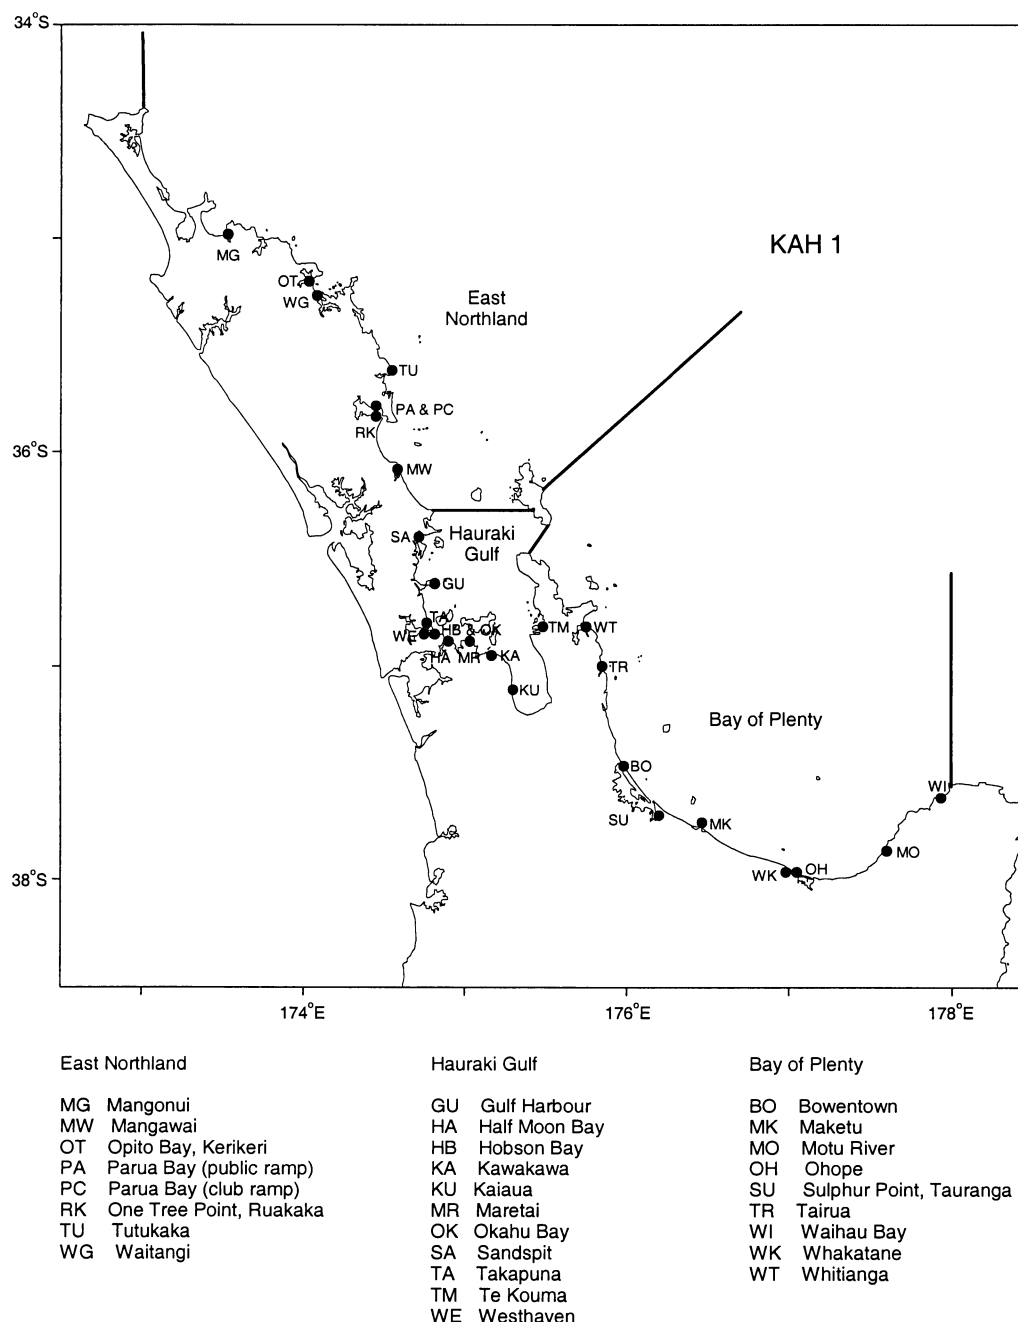 34°S
KAH 1
MG
OT
WG
East
Northland
TU
PA & PC
RK
36°S
MW
SA
Hauraki
Gulf
GU
TA
WE
HB & OK
TM
WT
HA
MR
KA
TR
KU
Bay of Plenty
BO
WI
SU
MK
MO
38°S
WK
OH
174°E
176°E
178°E
East Northland
MG Mangonui
MW Mangawai
OT Opito Bay, Kerikeri
PA Parua Bay (public ramp)
PC Parua Bay (club ramp)
RK One Tree Point, Ruakaka
TU Tutukaka
WG Waitangi
Hauraki Gulf
GU Gulf Harbour
HA Half Moon Bay
HB Hobson Bay
KA Kawakawa
KU Kaiaua
MR Maretai
OK Okahu Bay
SA Sandspit
TA Takapuna
TM Te Kouma
WE Westhaven
Bay of Plenty
BO Bowentown
MK Maketu
MO Motu River
OH Ohope
SU Sulphur Point, Tauranga
TR Tairua
WI Waihau Bay
WK Whakatane
WT Whitianga